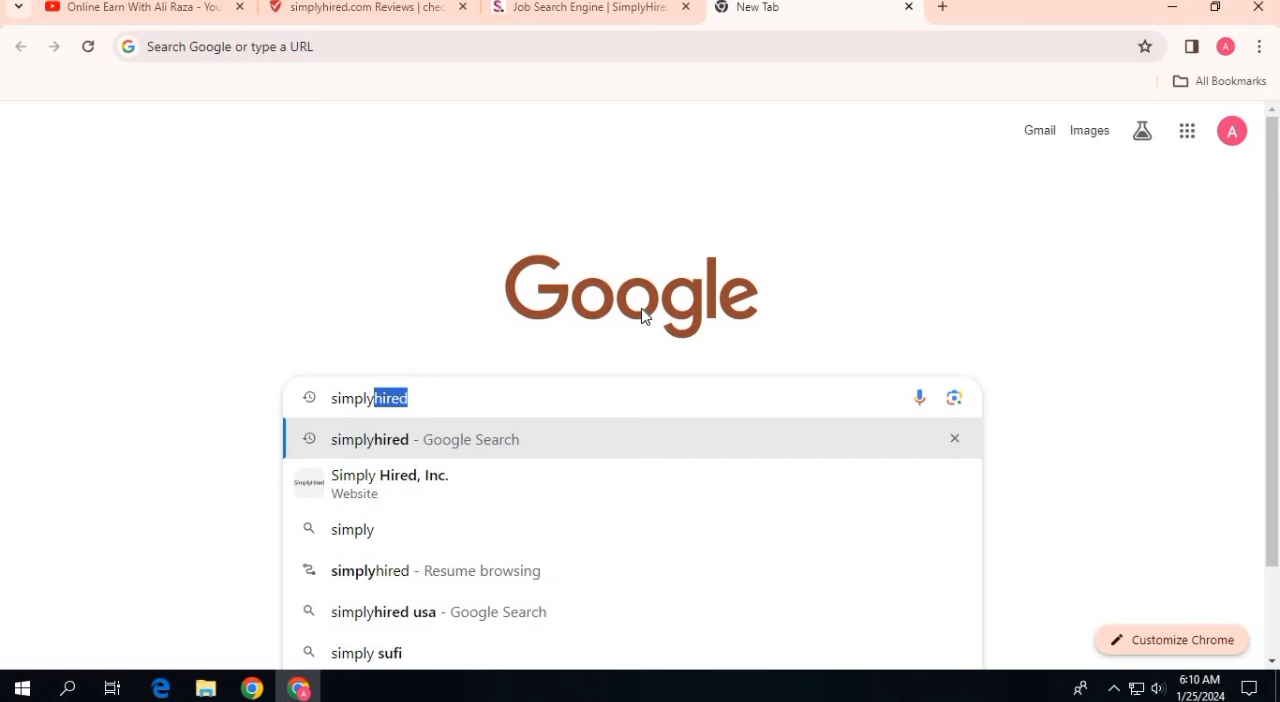 Online Earn With Ali Raza - You
simplyhired.com Reviews | chec
Job Search Engine | SimplyHire
New Tab
Search Google or type a URL
A
All Bookmarks
Gmail
Images
A
Google
simplyhired
simplyhired - Google Search
SimplyHired
Simply Hired, Inc.
Website
simply
simplyhired - Resume browsing
simplyhired usa - Google Search
simply sufi
Customize Chrome
6:10 AM
1/25/2024